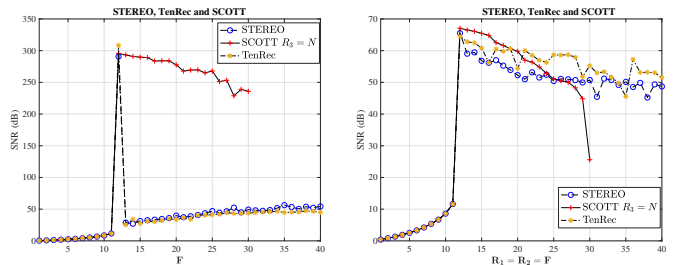 STEREO, TenRec and SCOTT
350
300
250
200
150
100
50
0
SNR (dB)
5
10
15
20
25
30
35
40
F
STEREO
SCOTT R₃ = N
TenRec
STEREO, TenRec and SCOTT
70
60
50
40
30
20
10
0
SNR (dB)
5
10
15
20
25
30
35
40
R₁ = R₂ = F
STEREO
SCOTT R₃ = N
TenRec